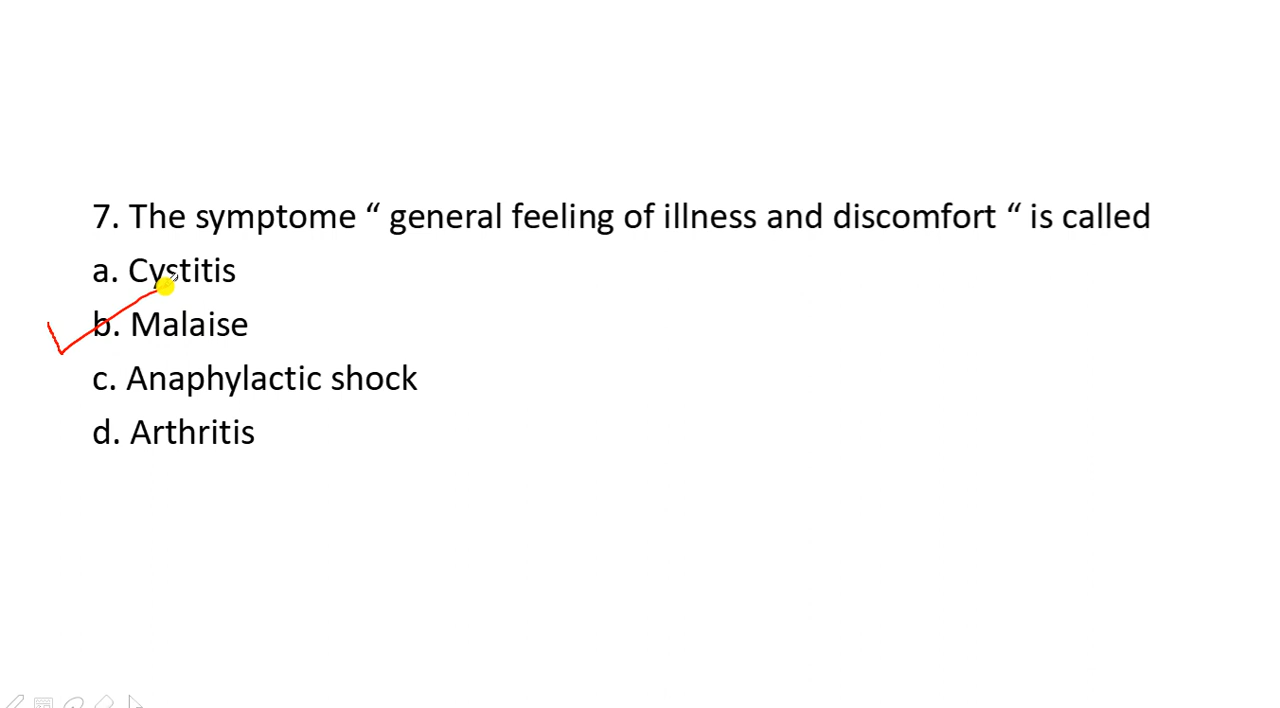 7. The symptome “ general feeling of illness and discomfort “ is called
a. Cystitis
b. Malaise
c. Anaphylactic shock
d. Arthritis